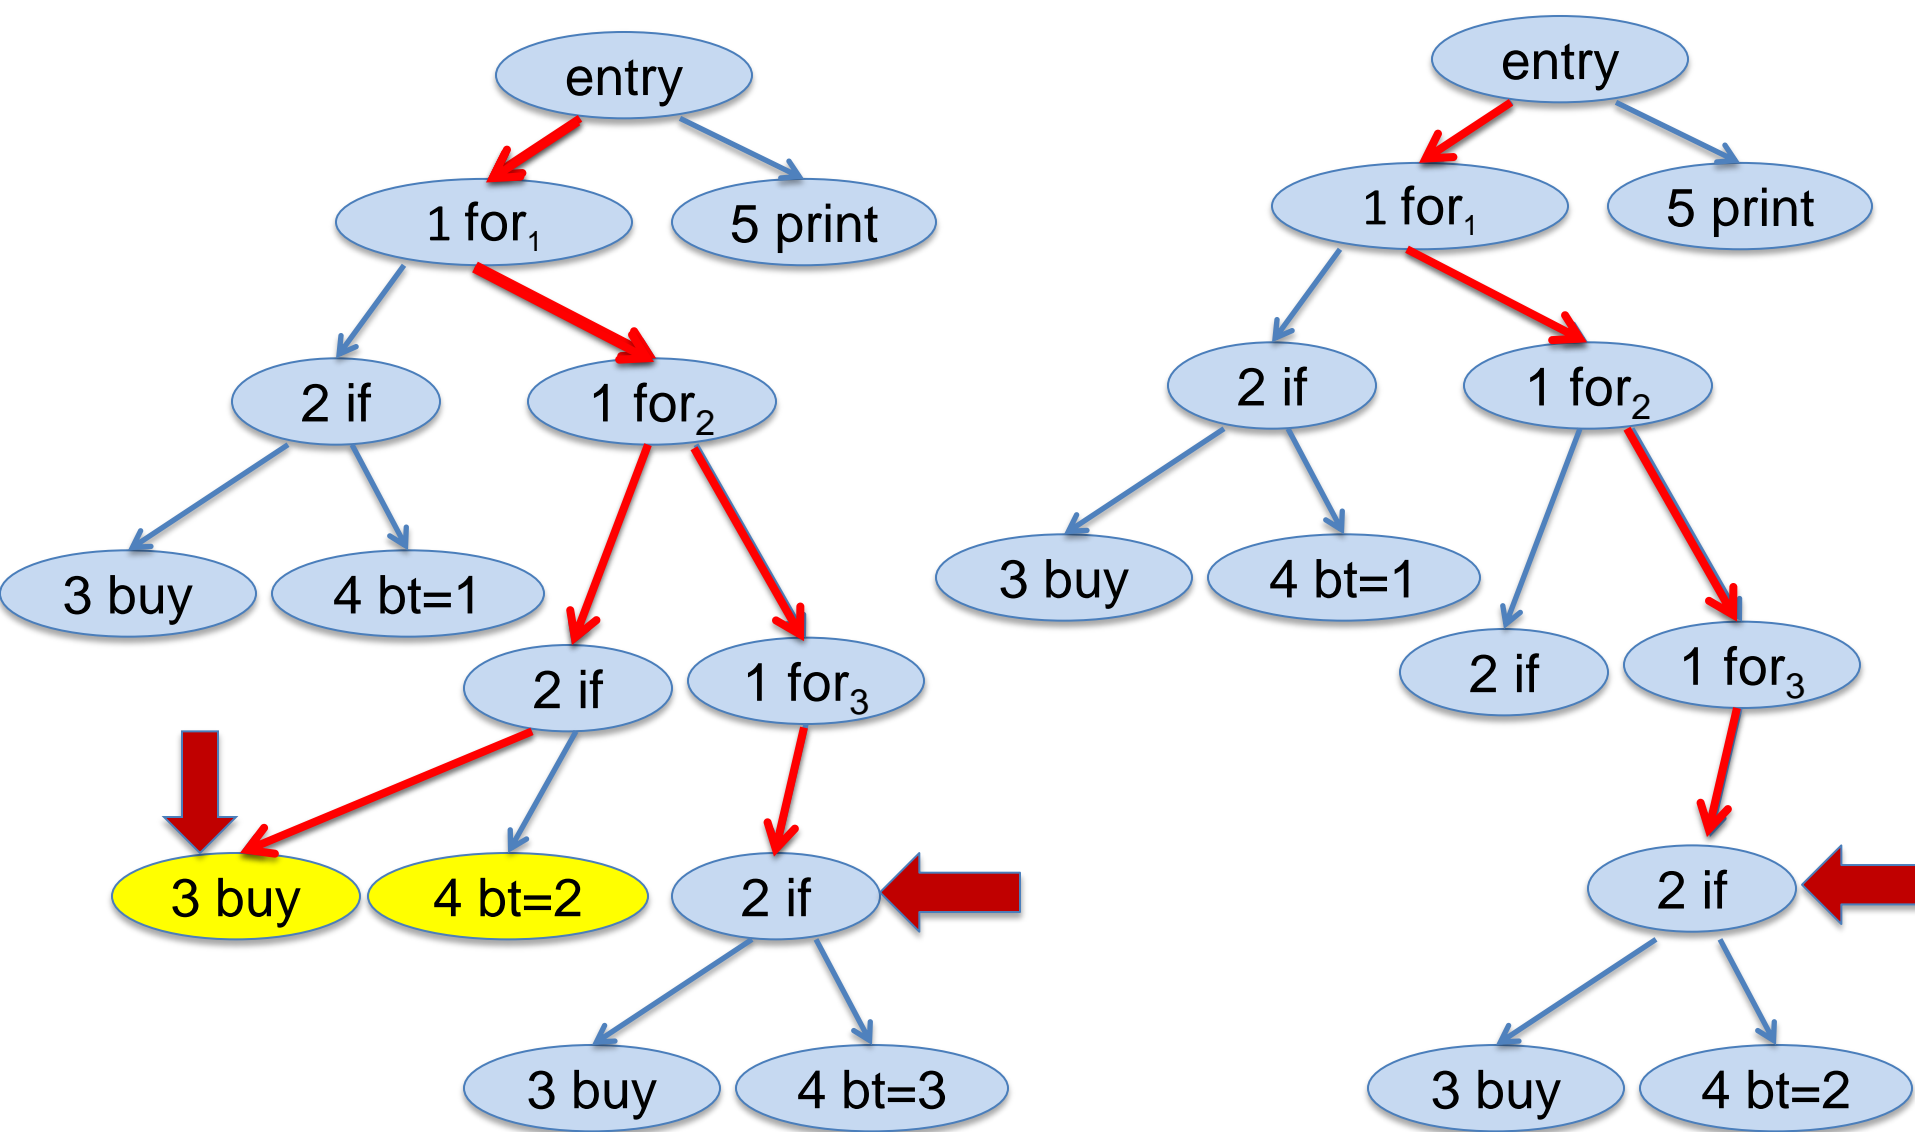 entry
1 for1
5 print
2 if
1 for2
3 buy
4 bt=1
2 if
1 for3
3 buy
4 bt=2
2 if
3 buy
4 bt=3
entry
1 for1
5 print
2 if
1 for2
3 buy
4 bt=1
2 if
1 for3
2 if
3 buy
4 bt=2